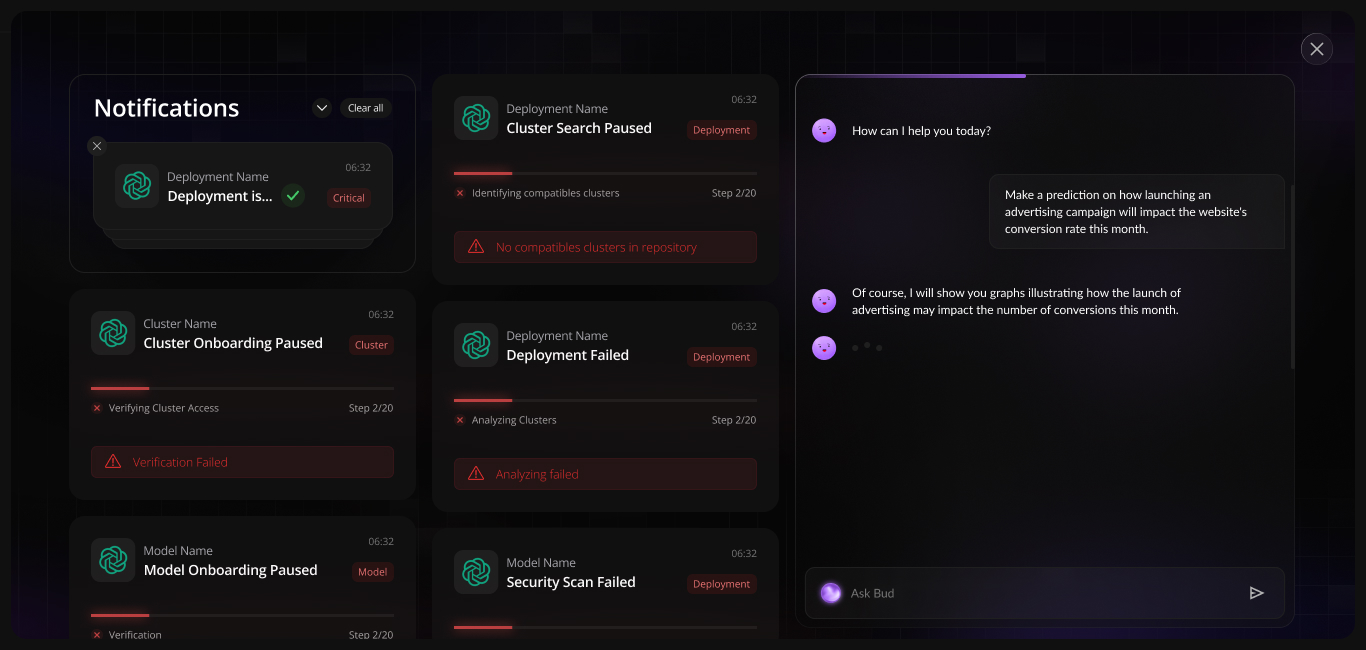 Notifications
Clear all
06:32
Deployment Name
Deployment is...
Critical
06:32
Cluster Name
Cluster Onboarding Paused
Cluster
Verifying Cluster Access
Step 2/20
Verification Failed
06:32
Model Name
Model Onboarding Paused
Model
Verification
Step 2/20
06:32
Deployment Name
Cluster Search Paused
Deployment
Identifying compatibles clusters
Step 2/20
No compatibles clusters in repository
06:32
Deployment Name
Deployment Failed
Deployment
Analyzing Clusters
Step 2/20
Analyzing failed
06:32
Model Name
Security Scan Failed
Deployment
How can I help you today?
Make a prediction on how launching an
advertising campaign will impact the website's
conversion rate this month.
Of course, I will show you graphs illustrating how the launch of
advertising may impact the number of conversions this month.
Ask Bud